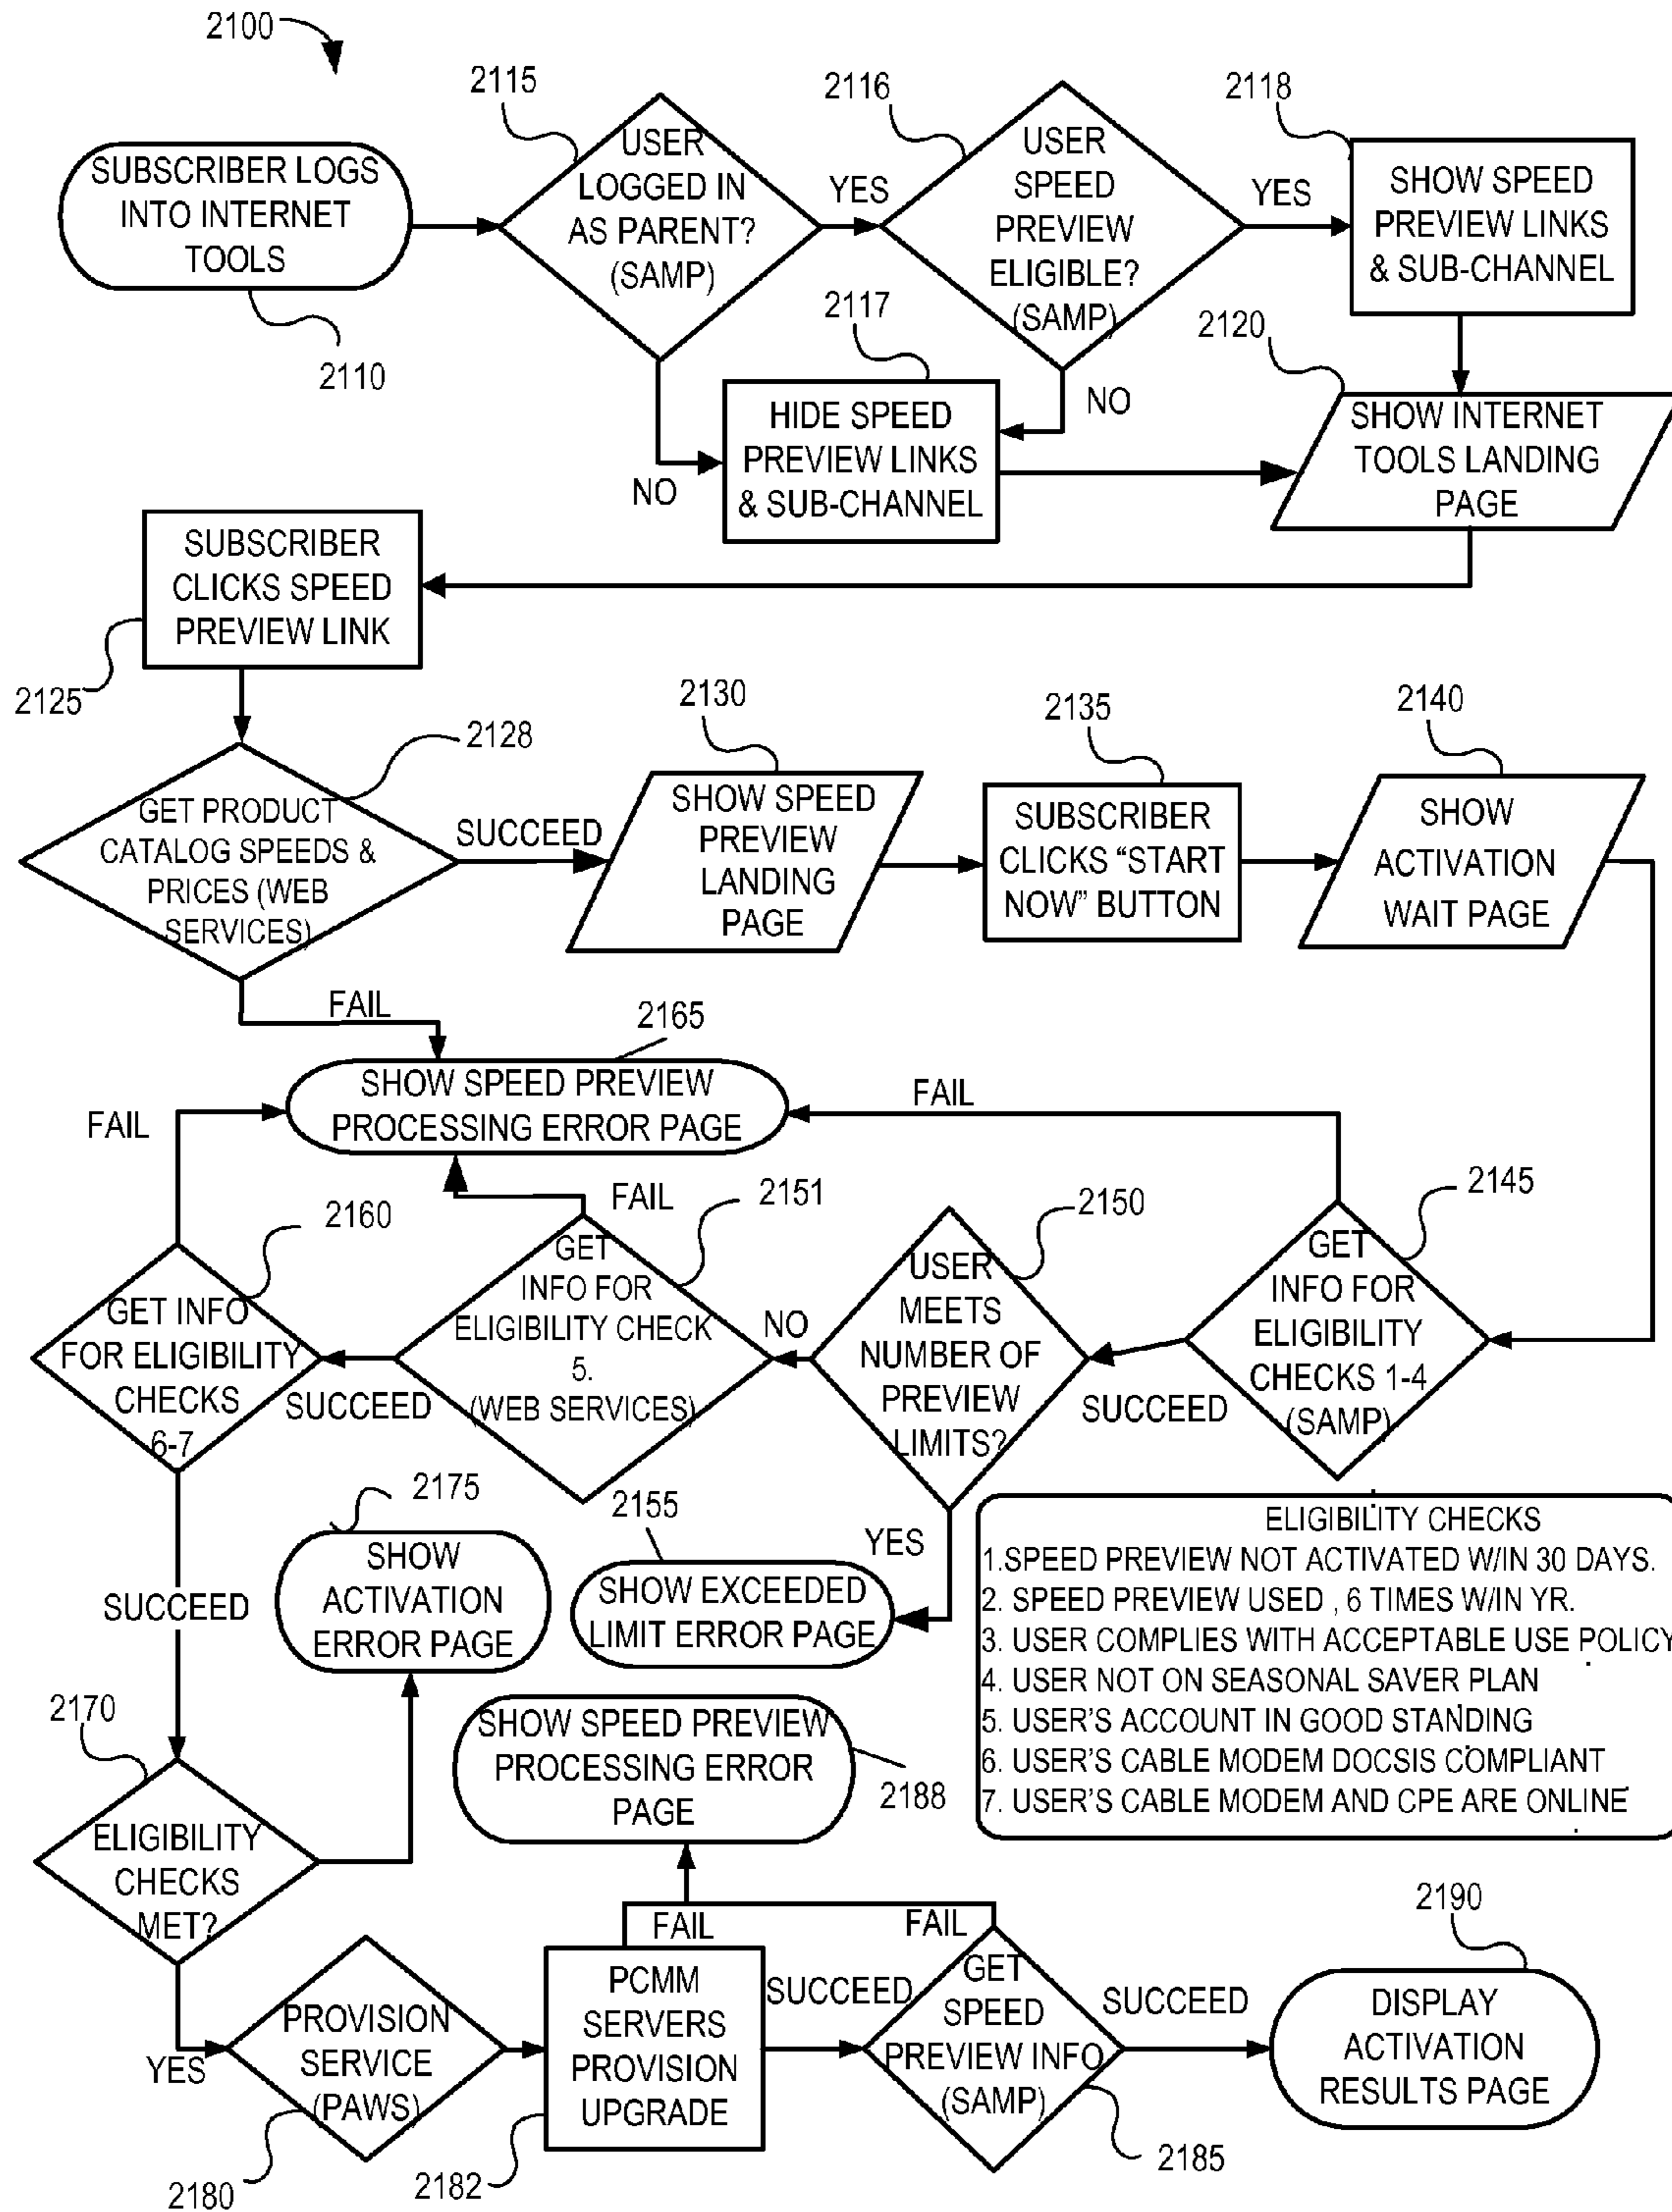 2100
2115
2116
2118
SUBSCRIBER LOGS
INTO INTERNET
TOOLS
2110
USER
LOGGED IN
AS PARENT?
(SAMP)
YES
NO
USER
SPEED
PREVIEW
ELIGIBLE?
(SAMP)
YES
NO
SHOW SPEED
PREVIEW LINKS
& SUB-CHANNEL
2117
HIDE SPEED
PREVIEW LINKS
& SUB-CHANNEL
2120
SHOW INTERNET
TOOLS LANDING
PAGE
SUBSCRIBER
CLICKS SPEED
PREVIEW LINK
2125
2128
GET PRODUCT
CATALOG SPEEDS &
PRICES (WEB
SERVICES)
SUCCEED
FAIL
2130
SHOW SPEED
PREVIEW
LANDING
PAGE
2135
SUBSCRIBER
CLICKS “START
NOW” BUTTON
2140
SHOW
ACTIVATION
WAIT PAGE
2165
SHOW SPEED PREVIEW
PROCESSING ERROR PAGE
FAIL
FAIL
FAIL
2145
GET
INFO FOR
ELIGIBILITY
CHECKS 1-4
(SAMP)
SUCCEED
2150
USER
MEETS
NUMBER OF
PREVIEW
LIMITS?
NO
YES
2151
GET
INFO FOR
ELIGIBILITY CHECK
5.
(WEB SERVICES)
SUCCEED
2160
GET INFO
FOR ELIGIBILITY
CHECKS
6-7
SUCCEED
2155
SHOW EXCEEDED
LIMIT ERROR PAGE
2175
SHOW
ACTIVATION
ERROR PAGE
ELIGIBILITY CHECKS
1.SPEED PREVIEW NOT ACTIVATED W/IN 30 DAYS.
2. SPEED PREVIEW USED , 6 TIMES W/IN YR.
3. USER COMPLIES WITH ACCEPTABLE USE POLICY
4. USER NOT ON SEASONAL SAVER PLAN
5. USER'S ACCOUNT IN GOOD STANDING
6. USER'S CABLE MODEM DOCSIS COMPLIANT
7. USER'S CABLE MODEM AND CPE ARE ONLINE
2170
ELIGIBILITY
CHECKS
MET?
YES
SHOW SPEED PREVIEW
PROCESSING ERROR
PAGE
2188
PROVISION
SERVICE
(PAWS)
2180
FAIL
PCMM
SERVERS
PROVISION
UPGRADE
2182
SUCCEED
FAIL
GET
SPEED
PREVIEW INFO
(SAMP)
2185
SUCCEED
2190
DISPLAY
ACTIVATION
RESULTS PAGE